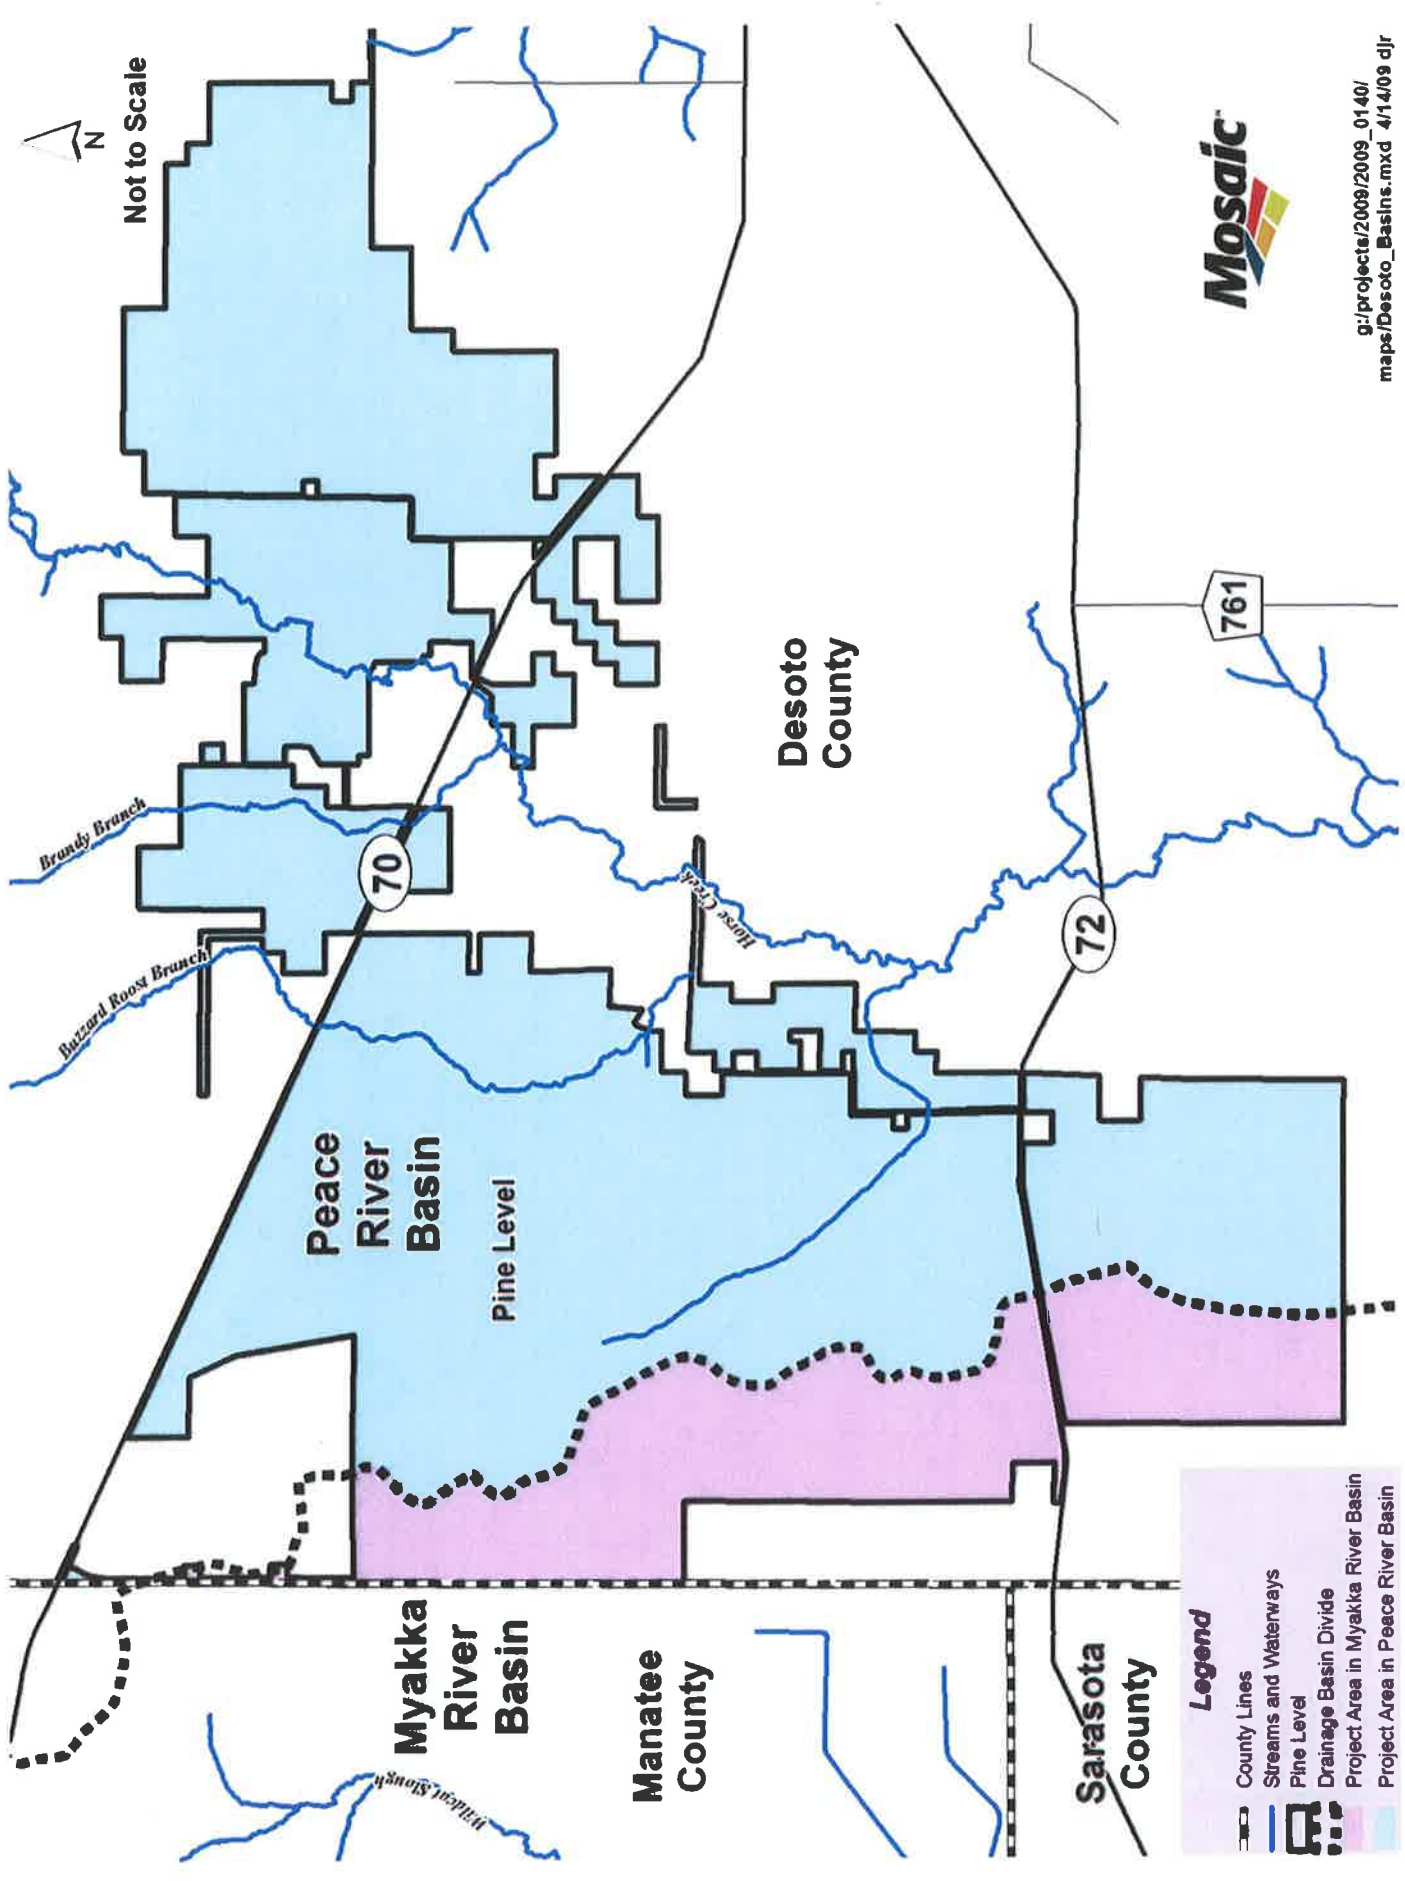 N
Not to Scale
Brandy Branch
Buzzard Roost Branch
70
Peace
River
Basin
Pine Level
Horse Creek
Desoto
County
72
761
Myakka
River
Basin
Wildcat Slough
Manatee
County
Sarasota
County
Legend
County Lines
Streams and Waterways
Pine Level
Drainage Basin Divide
Project Area in Myakka River Basin
Project Area in Peace River Basin
Mosaic
g:/projects/2009/2009_0140/
maps/Desoto_Basins.mxd 4/14/09 djr